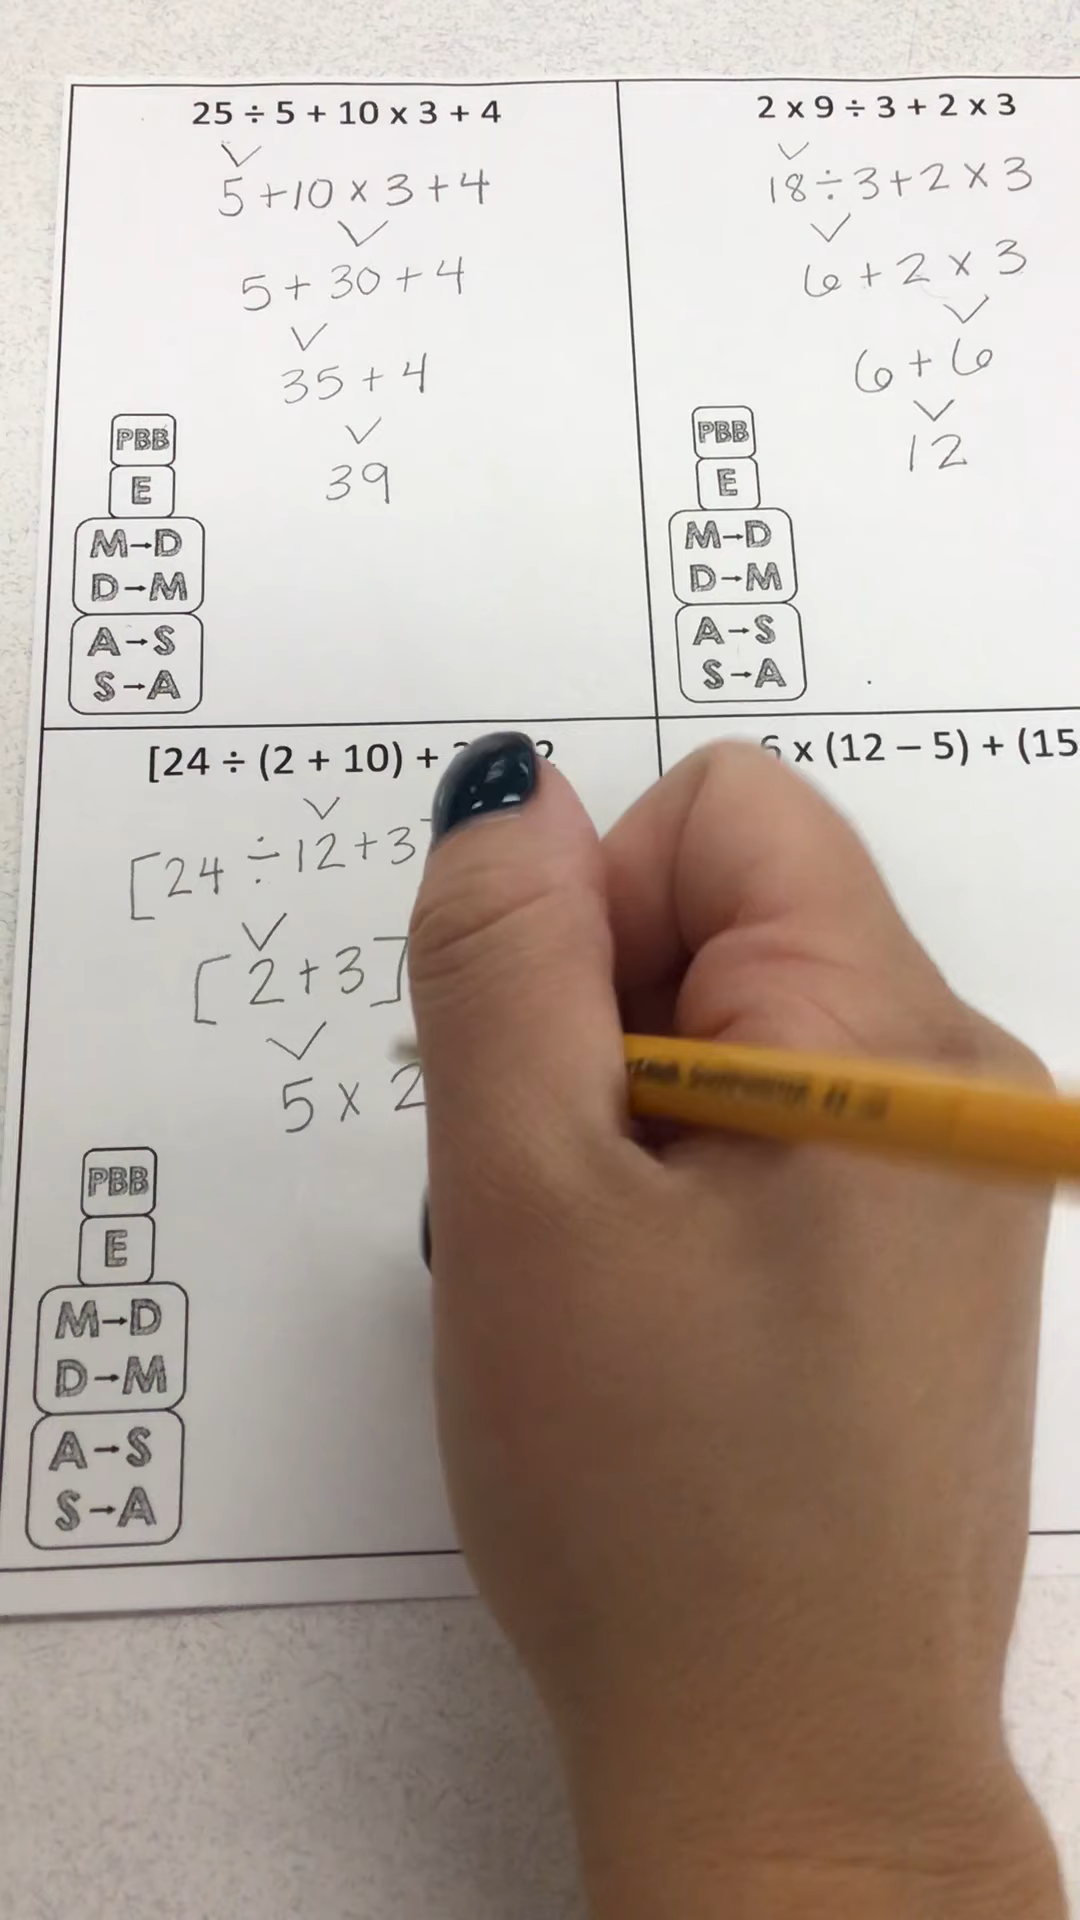 25 ÷ 5 + 10 x 3 + 4
5 + 10 x 3 + 4
5 + 30 + 4
35 + 4
39
PBB
E
M→D
D→M
A→S
S→A
2 x 9 ÷ 3 + 2 x 3
18 ÷ 3 + 2 x 3
6 + 2 x 3
6 + 6
12
PBB
E
M→D
D→M
A→S
S→A
[24 ÷ (2 + 10) + 2
[24 ÷ 12 + 3]
[2 + 3]
5 x 2
PBB
E
M→D
D→M
A→S
S→A
6 x (12 – 5) + (15